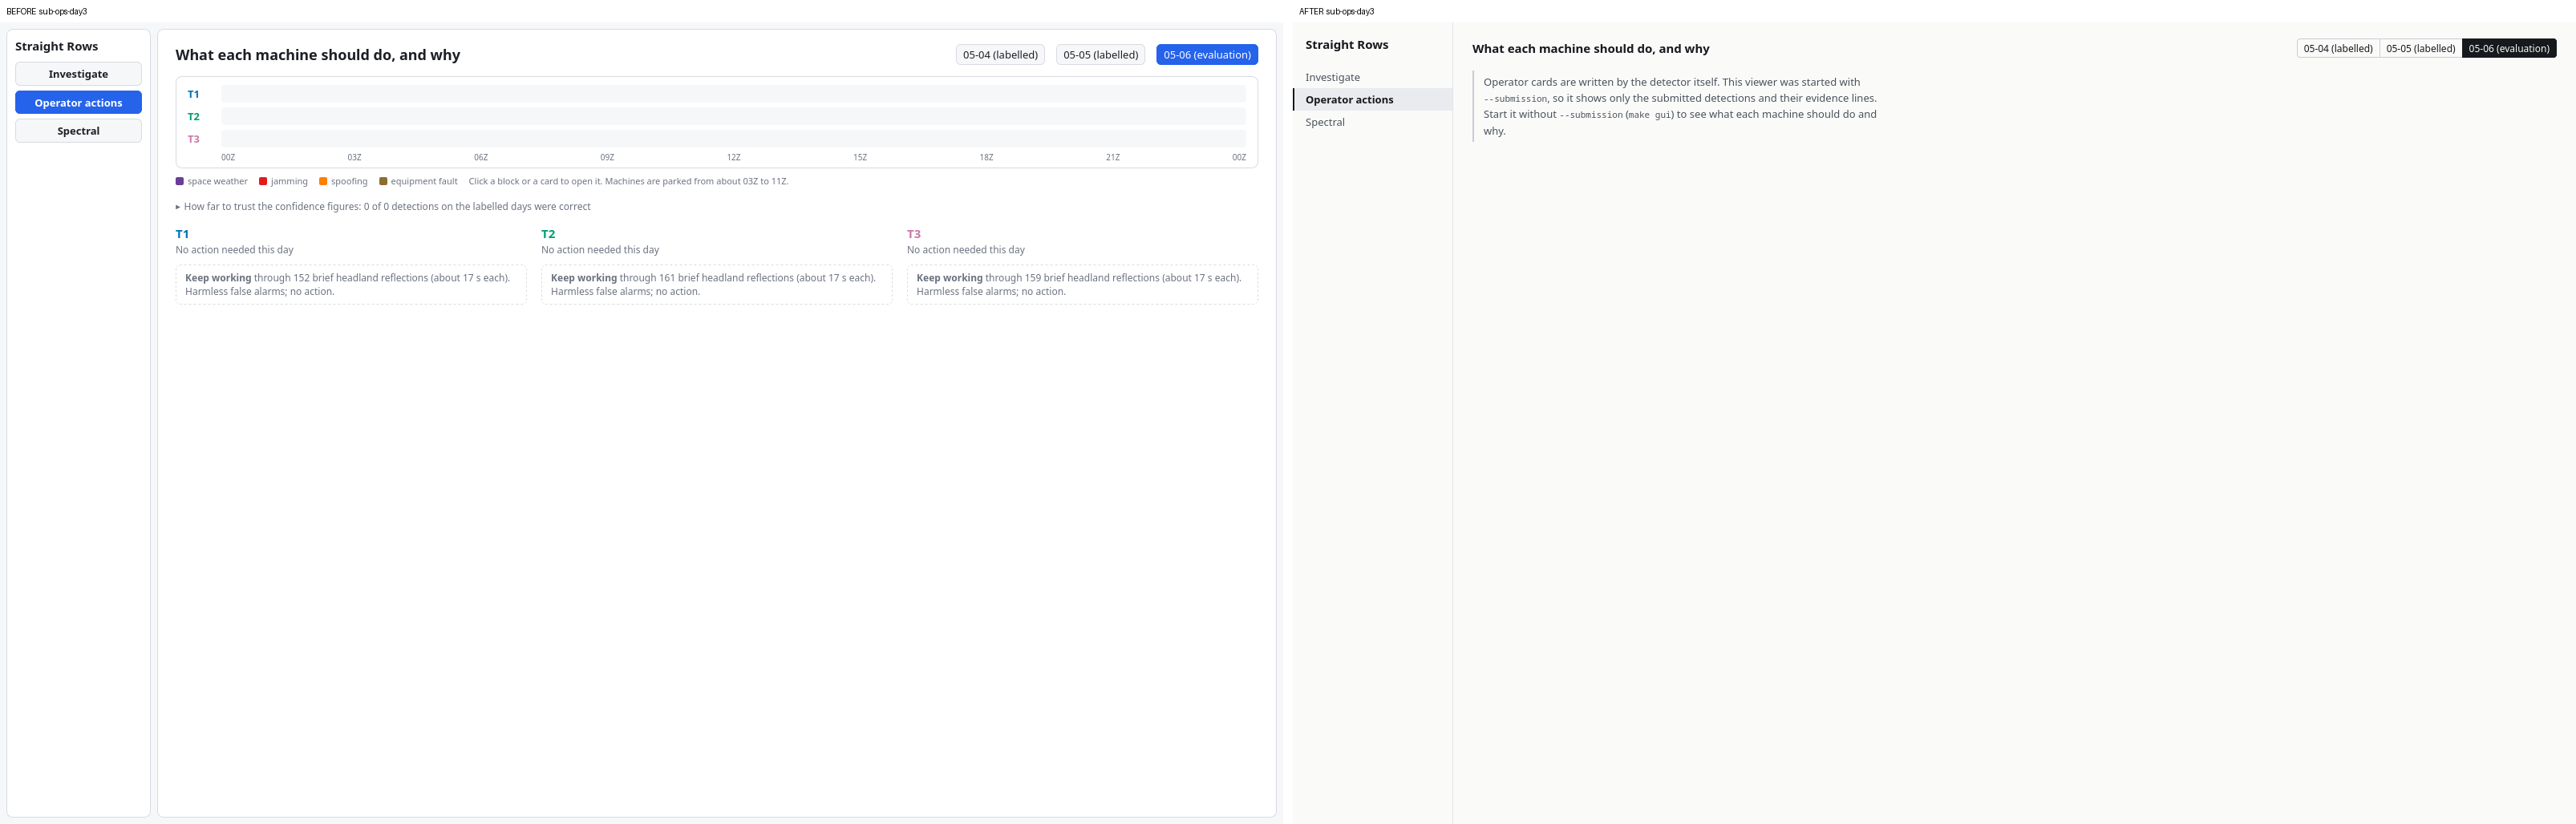 BEFORE sub-ops-day3
Straight Rows
Investigate
Operator actions
Spectral
What each machine should do, and why
05-04 (labelled)
05-05 (labelled)
05-06 (evaluation)
T1
T2
T3
00Z 03Z 06Z 09Z 12Z 15Z 18Z 21Z 00Z
space weather jamming spoofing equipment fault Click a block or a card to open it. Machines are parked from about 03Z to 11Z.
▸ How far to trust the confidence figures: 0 of 0 detections on the labelled days were correct
T1
No action needed this day
Keep working through 152 brief headland reflections (about 17 s each).
Harmless false alarms; no action.
T2
No action needed this day
Keep working through 161 brief headland reflections (about 17 s each).
Harmless false alarms; no action.
T3
No action needed this day
Keep working through 159 brief headland reflections (about 17 s each).
Harmless false alarms; no action.
AFTER sub-ops-day3
Straight Rows
Investigate
Operator actions
Spectral
What each machine should do, and why
05-04 (labelled)
05-05 (labelled)
05-06 (evaluation)
Operator cards are written by the detector itself. This viewer was started with
--submission, so it shows only the submitted detections and their evidence lines.
Start it without --submission (make gui) to see what each machine should do and
why.